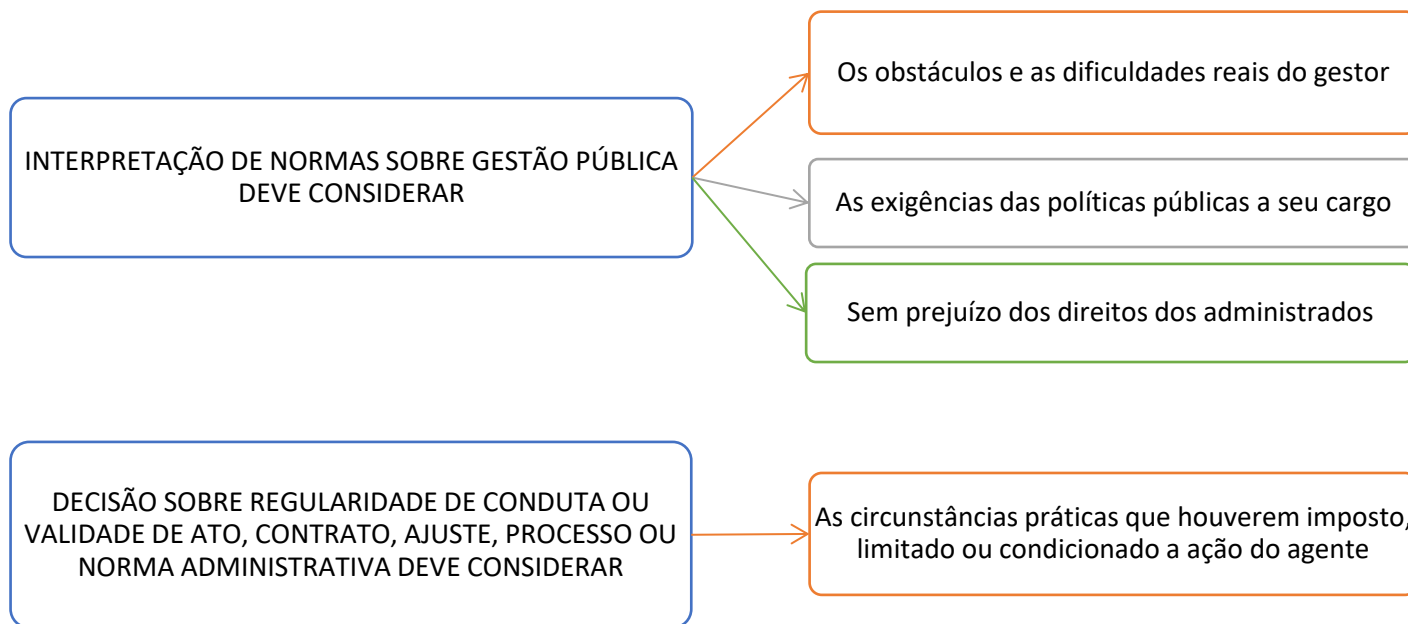 INTERPRETAÇÃO DE NORMAS SOBRE GESTÃO PÚBLICA
DEVE CONSIDERAR
Os obstáculos e as dificuldades reais do gestor
As exigências das políticas públicas a seu cargo
Sem prejuízo dos direitos dos administrados
DECISÃO SOBRE REGULARIDADE DE CONDUTA OU
VALIDADE DE ATO, CONTRATO, AJUSTE, PROCESSO OU
NORMA ADMINISTRATIVA DEVE CONSIDERAR
As circunstâncias práticas que houverem imposto,
limitado ou condicionado a ação do agente